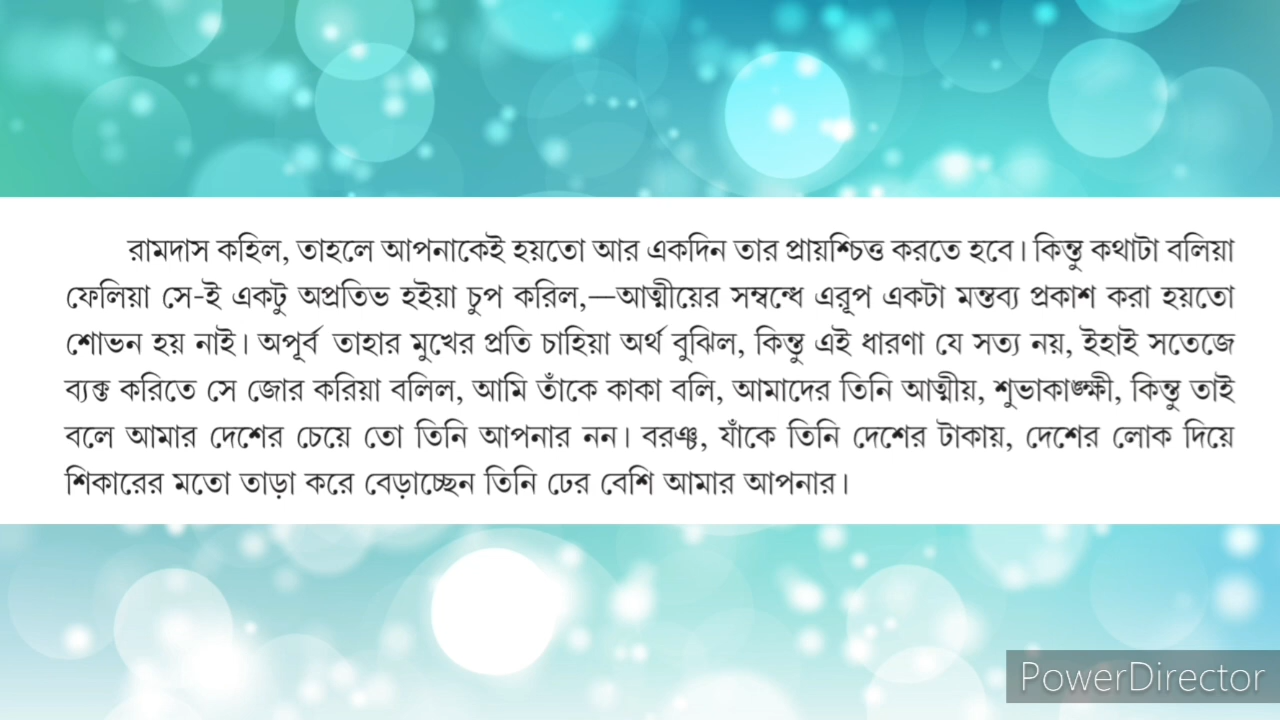 রামদাস কহিল, তাহলে আপনাকেই হয়তো আর একদিন তার প্রায়শ্চিত্ত করতে হবে। কিন্তু কথাটা বলিয়া
ফেলিয়া সে-ই একটু অপ্রতিভ হইয়া চুপ করিল,—আত্মীয়ের সম্বন্ধে এরূপ একটা মন্তব্য প্রকাশ করা হয়তো
শোভন হয় নাই। অপূর্ব তাহার মুখের প্রতি চাহিয়া অর্থ বুঝিল, কিন্তু এই ধারণা যে সত্য নয়, ইহাই সতেজে
ব্যক্ত করিতে সে জোর করিয়া বলিল, আমি তাঁকে কাকা বলি, আমাদের তিনি আত্মীয়, শুভাকাঙ্ক্ষী, কিন্তু তাই
বলে আমার দেশের চেয়ে তো তিনি আপনার নন। বরঞ্চ, যাঁকে তিনি দেশের টাকায়, দেশের লোক দিয়ে
শিকারের মতো তাড়া করে বেড়াচ্ছেন তিনি ঢের বেশি আমার আপনার।
PowerDirector